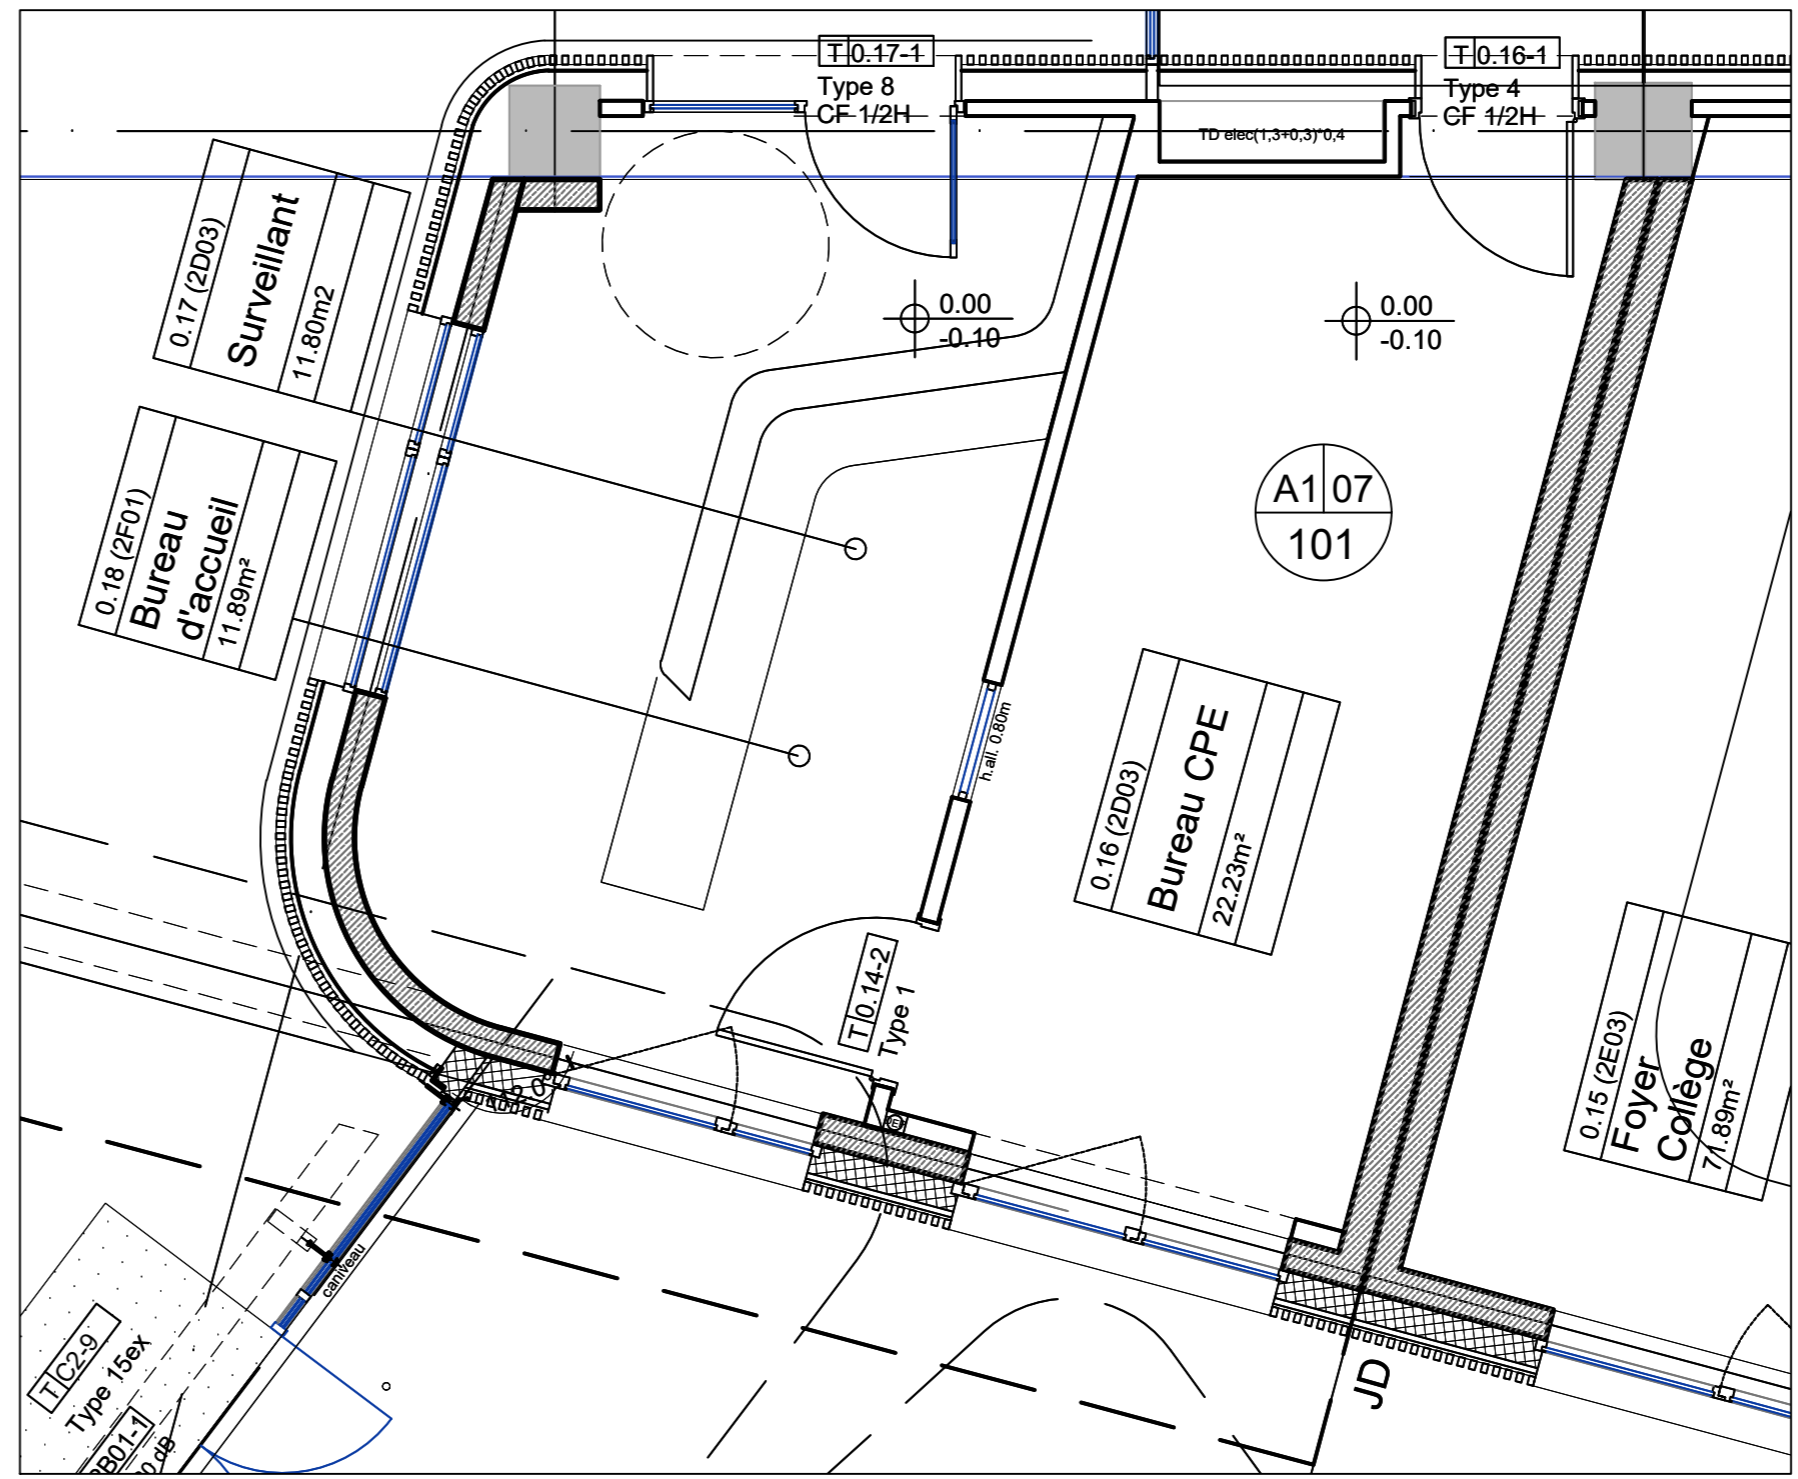 T 0.17-1
Type 8
CF 1/2H
T 0.16-1
Type 4
CF 1/2H
TD elec(1,3+0,3)*0,4
0.17 (2D03)
Surveillant
11.80m2
0.00
-0.10
0.00
-0.10
0.18 (2F01)
Bureau
d'accueil
11.89m²
A1 07
101
h.all. 0.80m
0.16 (2D03)
Bureau CPE
22.23m²
T 0.14-2
Type 1
0.15 (2E03)
Foyer
Collège
71.89m²
caniveau
T C2-9
Type 15ex
JD